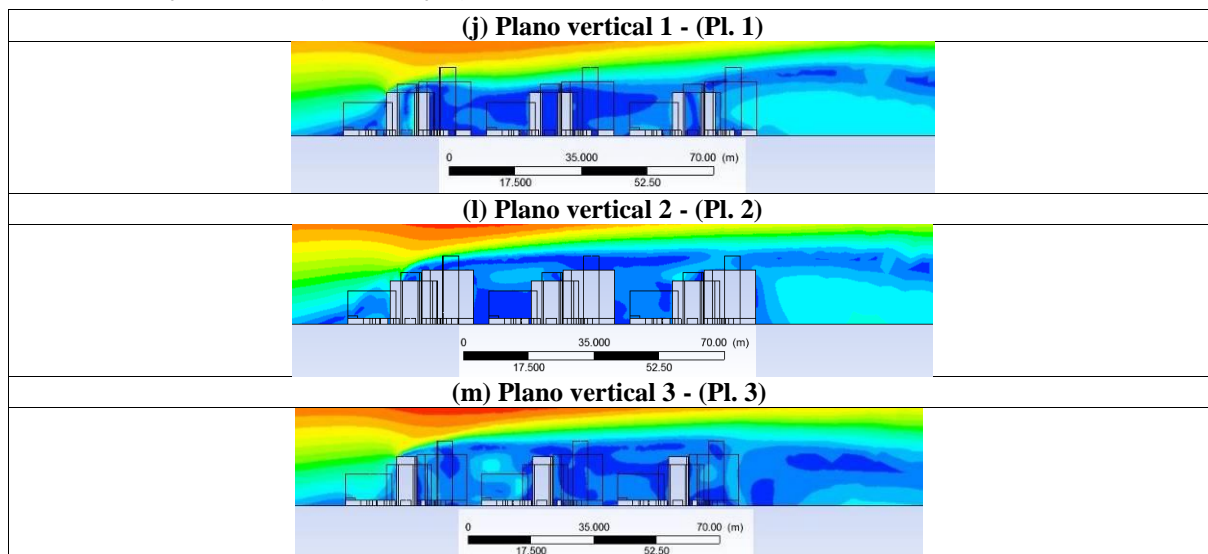 (j) Plano vertical 1 - (Pl. 1)
0 35.000 70.00 (m)
17.500 52.50
(l) Plano vertical 2 - (Pl. 2)
0 35.000 70.00 (m)
17.500 52.50
(m) Plano vertical 3 - (Pl. 3)
0 35.000 70.00 (m)
17.500 52.50